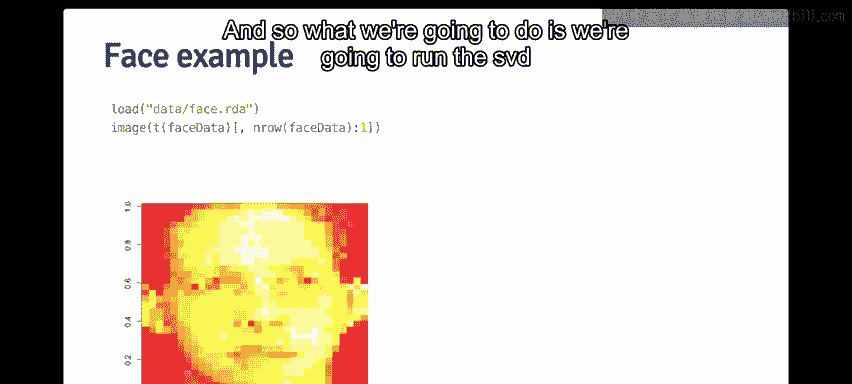 And so what we're going to do is we're
going to run the svd
Face example
load("data/face.rda")
image(t(faceData)[, nrow(faceData):1])
1.0
0.8
0.6
0.4
0.2